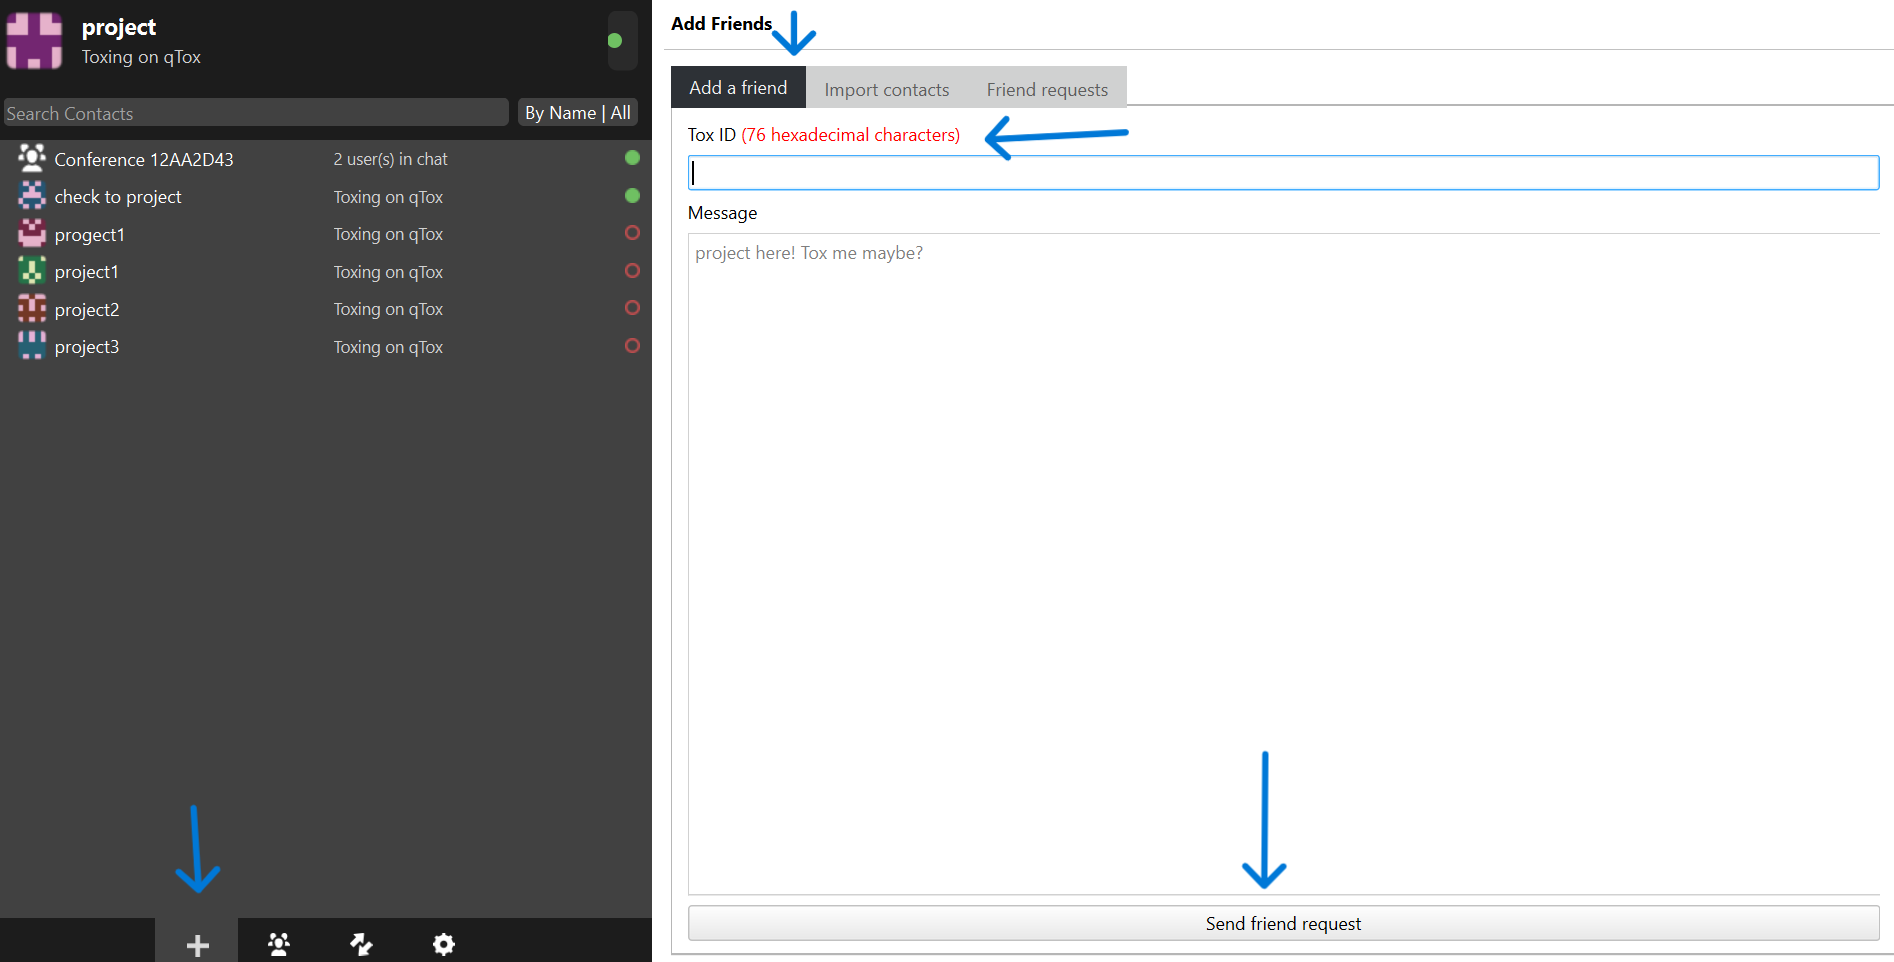 project
Toxing on qTox
Search Contacts
By Name | All
Conference 12AA2D43 2 user(s) in chat
check to project Toxing on qTox
progect1 Toxing on qTox
project1 Toxing on qTox
project2 Toxing on qTox
project3 Toxing on qTox
Add Friends
Add a friend Import contacts Friend requests
Tox ID (76 hexadecimal characters)
Message
project here! Tox me maybe?
Send friend request